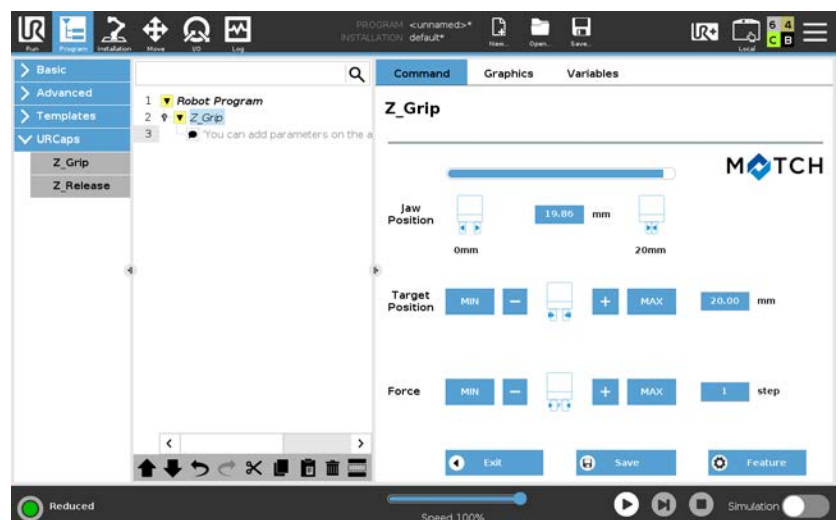 UR
PROGRAM <unnamed>*
INSTALLATION default*
UR+
6 4
C B
Run Program Installation Move I/O Log New... Open... Save... Local
Basic
Advanced
Templates
URCaps
Z_Grip
Z_Release
1 Robot Program
2 Z_Grip
3 'You can add parameters on the a
Command Graphics Variables
Z_Grip
MATCH
Jaw
Position
19.86 mm
0mm 20mm
Target
Position
MIN − + MAX 20.00 mm
Force MIN − + MAX 1 step
Exit Save Feature
Reduced
Speed 100%
Simulation